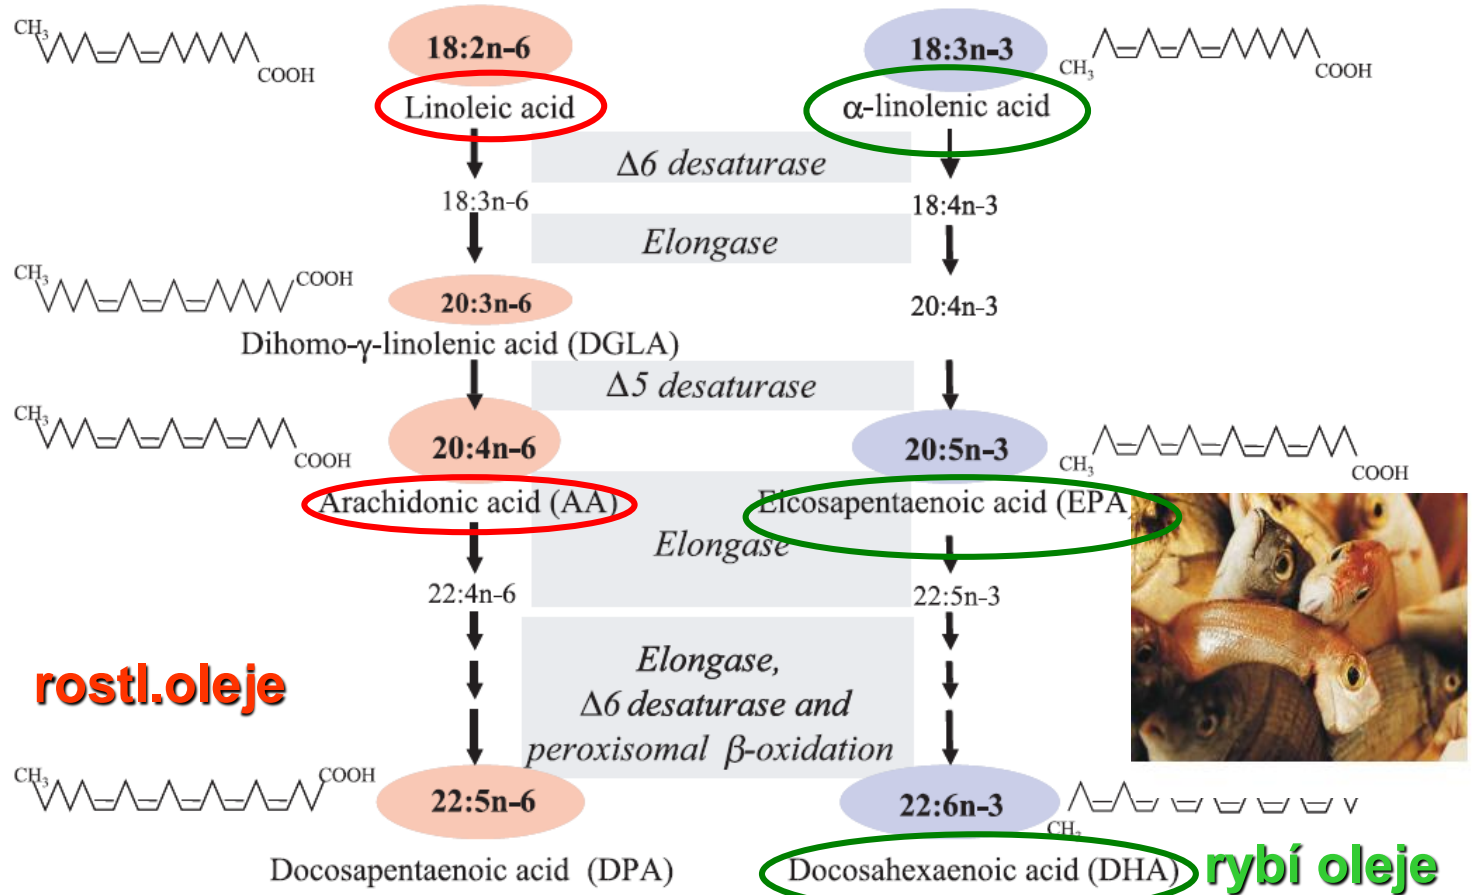 CH3
COOH
18:2n-6
Linoleic acid
18:3n-3
α-linolenic acid
CH3
COOH
Δ6 desaturase
18:3n-6
18:4n-3
Elongase
CH3
COOH
20:3n-6
Dihomo-γ-linolenic acid (DGLA)
20:4n-3
Δ5 desaturase
CH3
COOH
20:4n-6
Arachidonic acid (AA)
20:5n-3
Eicosapentaenoic acid (EPA)
CH3
COOH
Elongase
22:4n-6
22:5n-3
rostl.oleje
Elongase,
Δ6 desaturase and
peroxisomal β-oxidation
CH3
COOH
22:5n-6
Docosapentaenoic acid (DPA)
22:6n-3
Docosahexaenoic acid (DHA)
CH3
rybí oleje